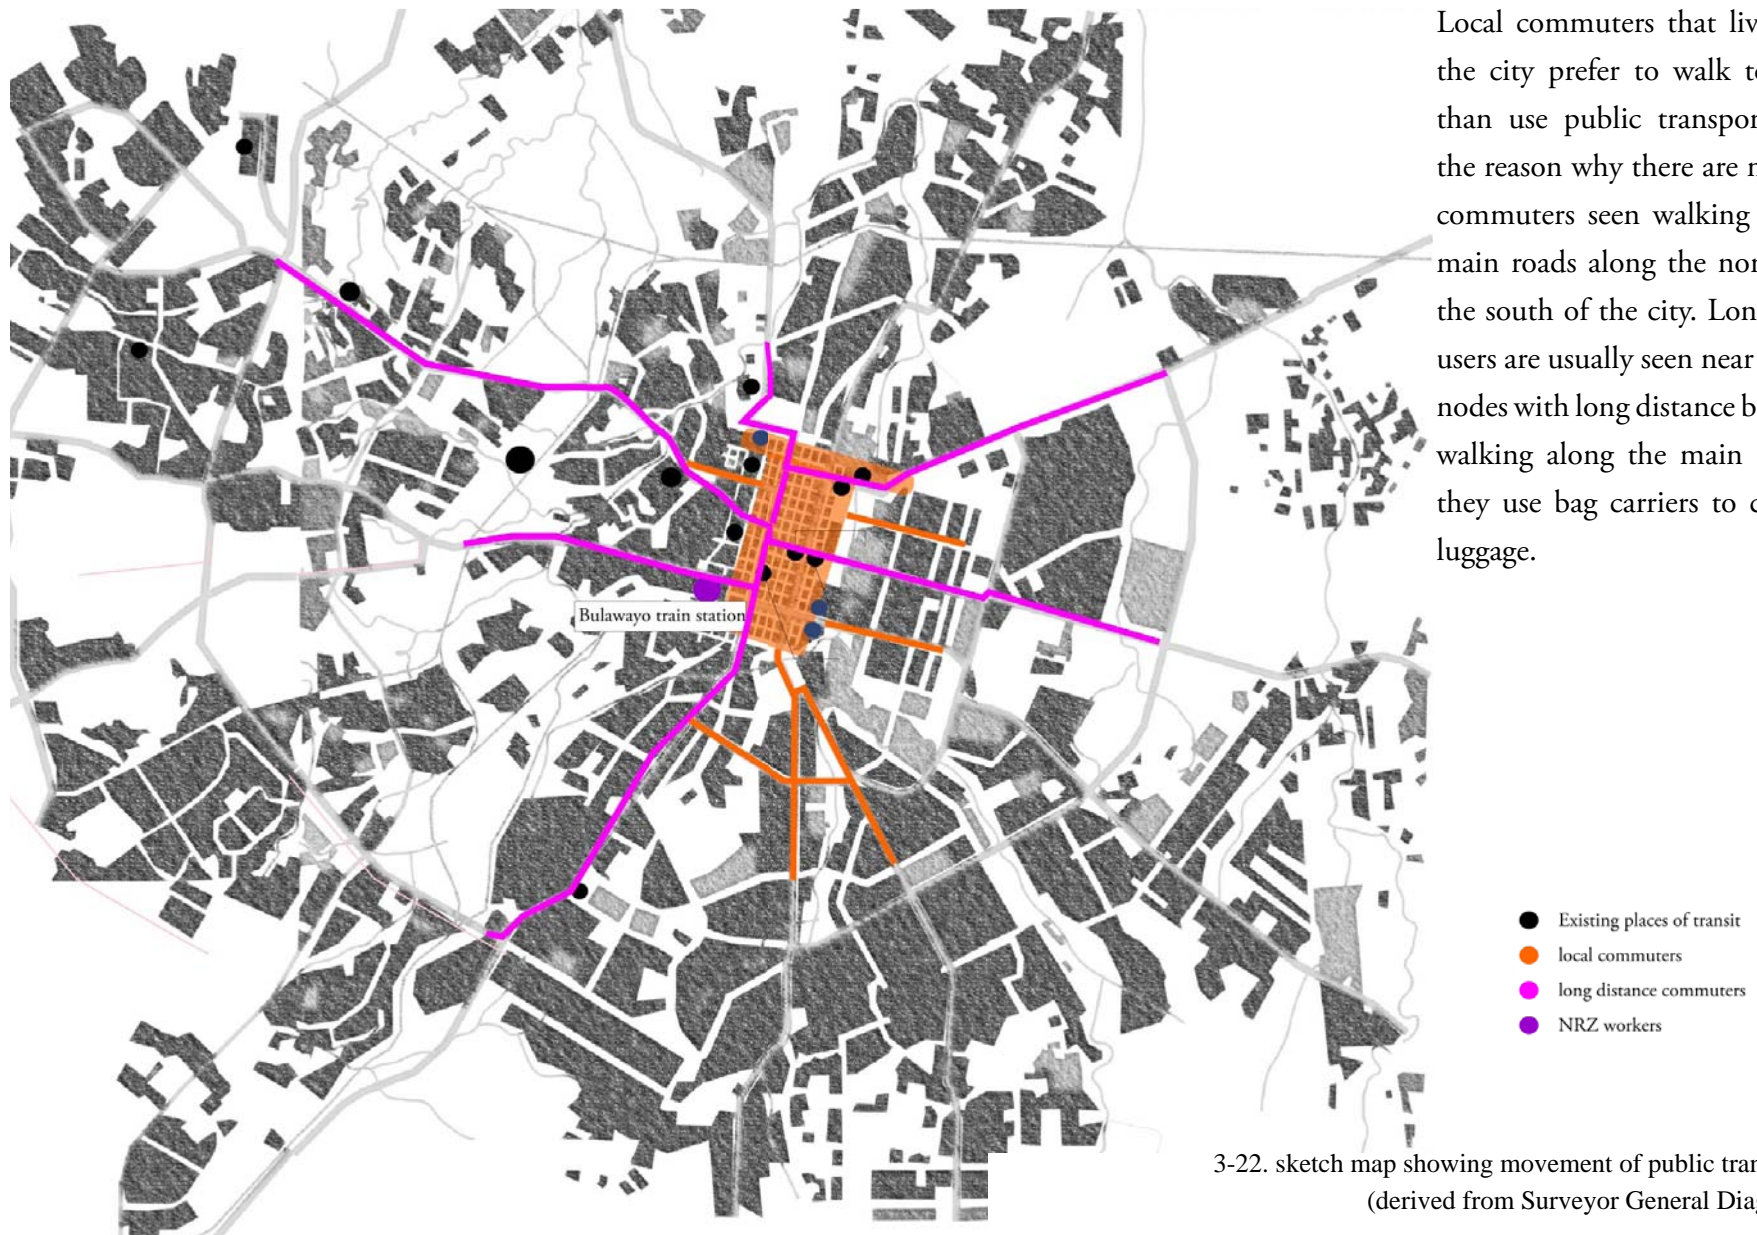 Local commuters that liv
the city prefer to walk to
than use public transpor
the reason why there are
commuters seen walking
main roads along the nor
the south of the city. Lon
users are usually seen near
nodes with long distance b
walking along the main
they use bag carriers to c
luggage.
Bulawayo train station
Existing places of transit
local commuters
long distance commuters
NRZ workers
3-22. sketch map showing movement of public tran
(derived from Surveyor General Dia